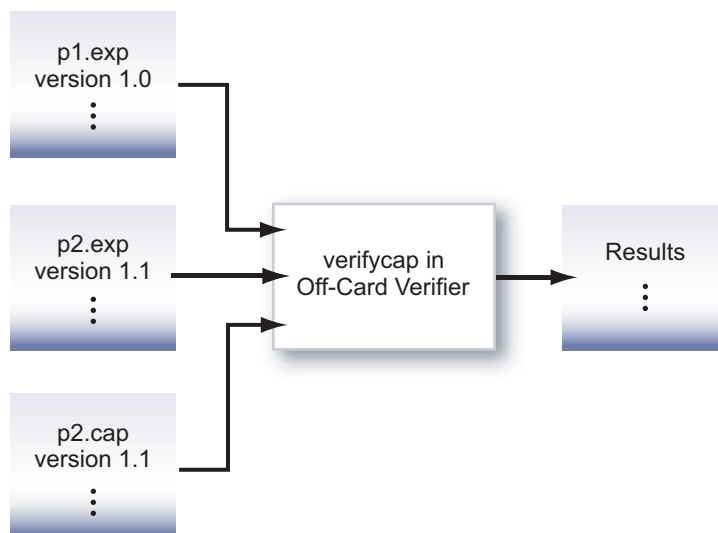 p1.exp
version 1.0
p2.exp
version 1.1
p2.cap
version 1.1
verifycap in
Off-Card Verifier
Results